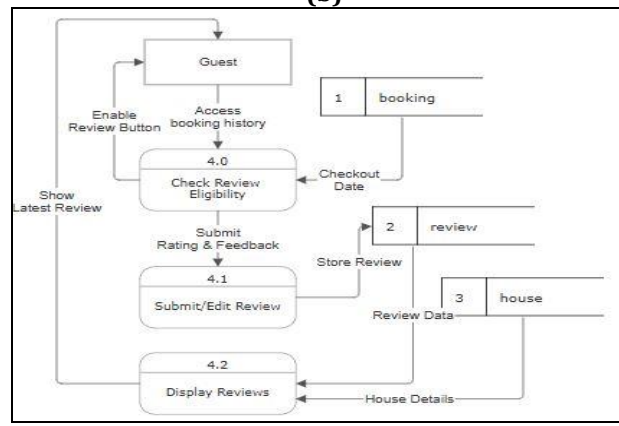 Guest
1 booking
Enable
Review Button
Access
booking history
4.0
Check Review
Eligibility
Checkout
Date
Show
Latest Review
Submit
Rating & Feedback
2 review
Store Review
4.1
Submit/Edit Review
3 house
Review Data
4.2
Display Reviews
House Details